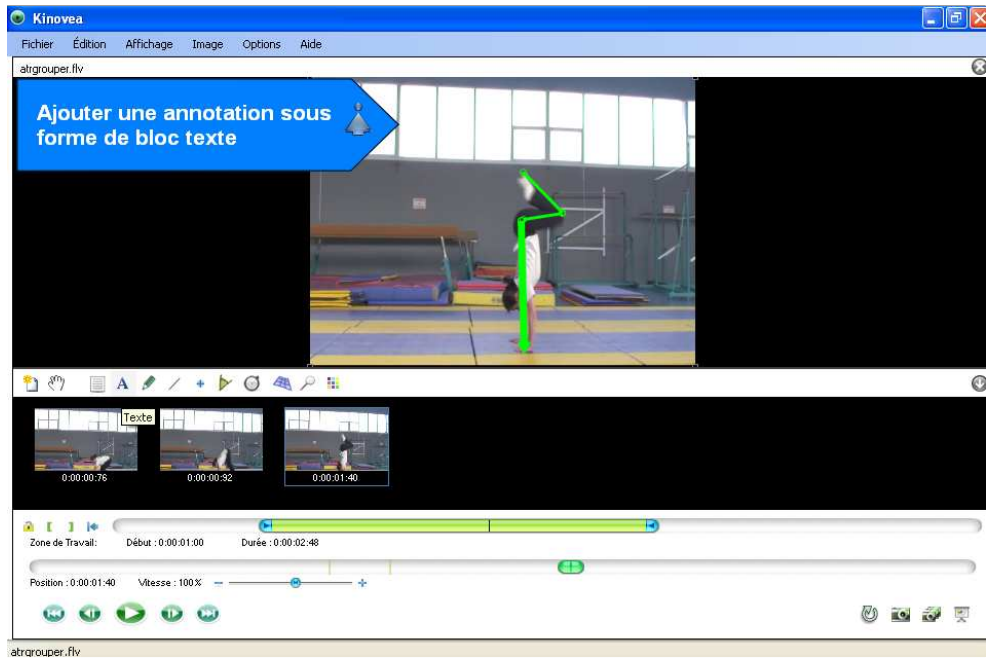 Kinovea
Fichier Édition Affichage Image Options Aide
atrgrouper.flv
Ajouter une annotation sous
forme de bloc texte
A
Texte
0:00:00:76 0:00:00:92 0:00:01:40
Zone de Travail: Début : 0:00:01:00 Durée : 0:00:02:48
Position : 0:00:01:40 Vitesse : 100%
atrgrouper.flv